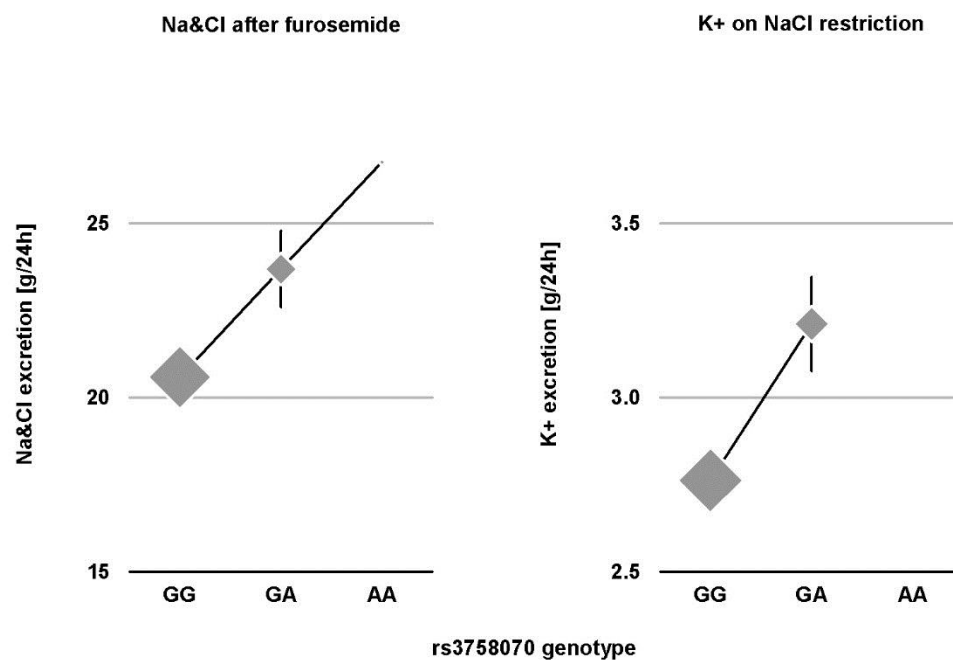 Na&Cl after furosemide
Na&Cl excretion [g/24h]
25
20
15
GG GA AA
K+ on NaCl restriction
K+ excretion [g/24h]
3.5
3.0
2.5
GG GA AA
rs3758070 genotype